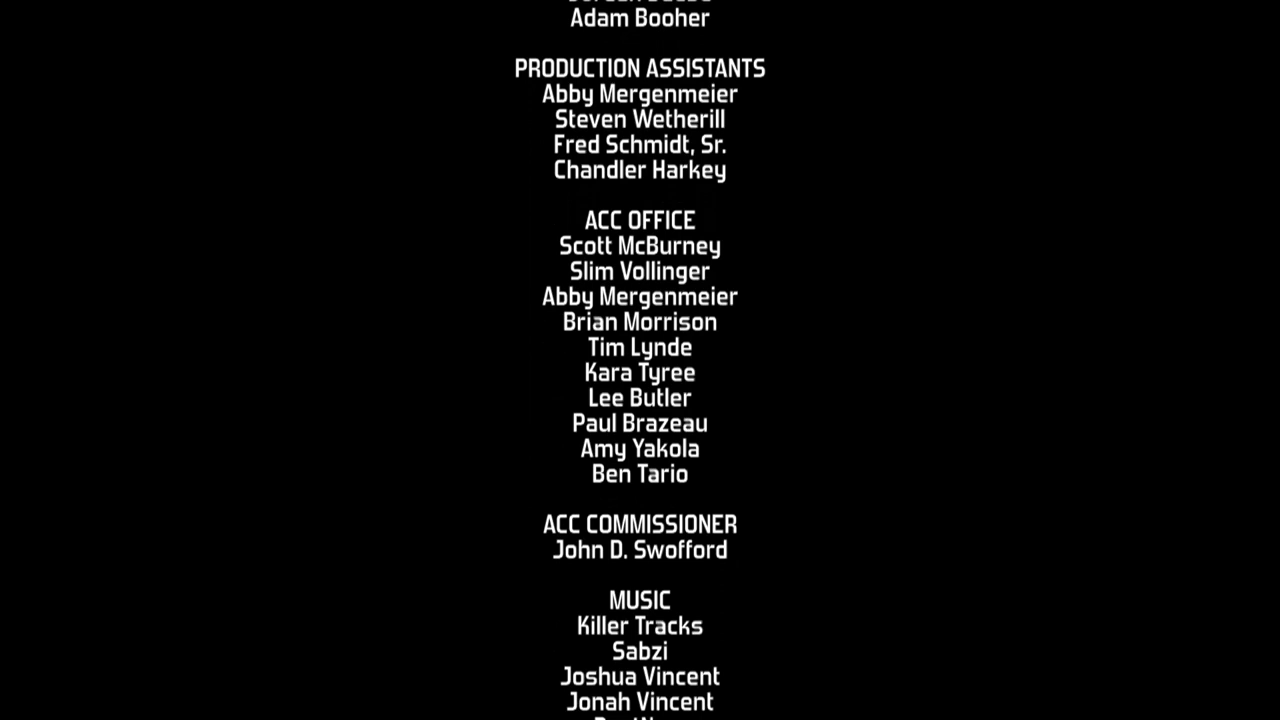 Adam Booher
PRODUCTION ASSISTANTS
Abby Mergenmeier
Steven Wetherill
Fred Schmidt, Sr.
Chandler Harkey
ACC OFFICE
Scott McBurney
Slim Vollinger
Abby Mergenmeier
Brian Morrison
Tim Lynde
Kara Tyree
Lee Butler
Paul Brazeau
Amy Yakola
Ben Tario
ACC COMMISSIONER
John D. Swofford
MUSIC
Killer Tracks
Sabzi
Joshua Vincent
Jonah Vincent